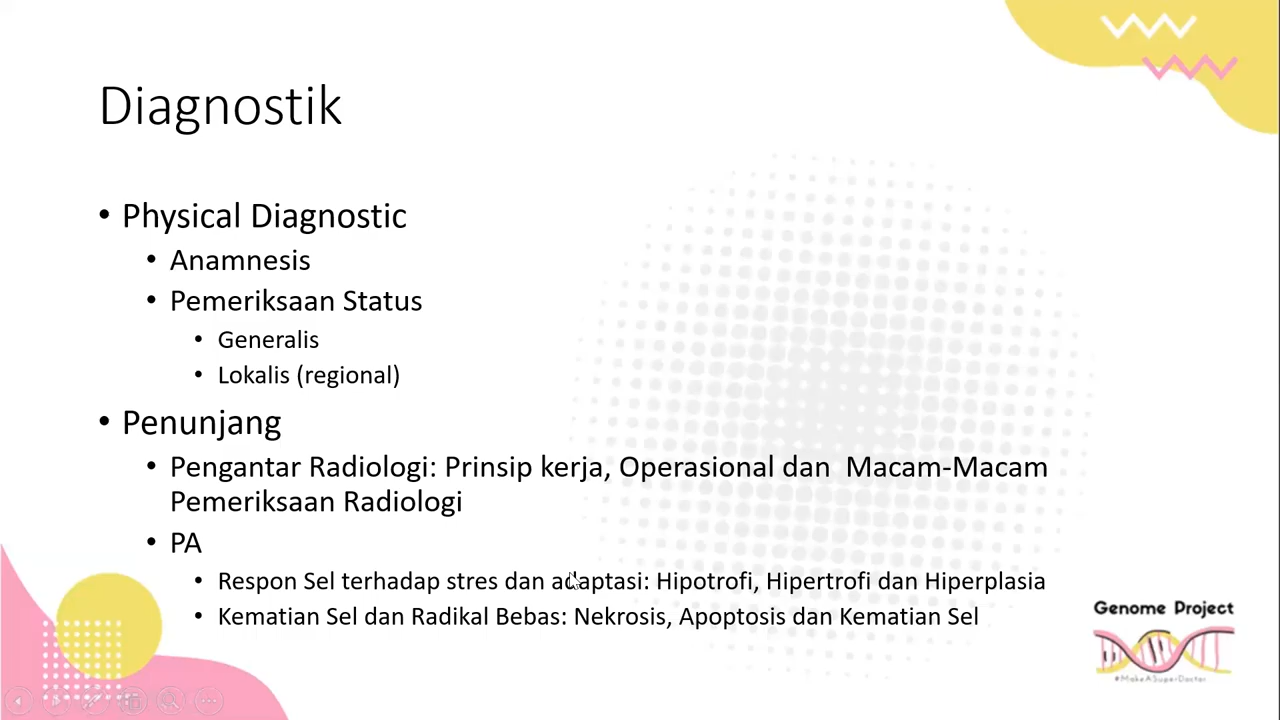 Diagnostik
• Physical Diagnostic
• Anamnesis
• Pemeriksaan Status
• Generalis
• Lokalis (regional)
• Penunjang
• Pengantar Radiologi: Prinsip kerja, Operasional dan Macam-Macam
Pemeriksaan Radiologi
• PA
• Respon Sel terhadap stres dan adaptasi: Hipotrofi, Hipertrofi dan Hiperplasia
• Kematian Sel dan Radikal Bebas: Nekrosis, Apoptosis dan Kematian Sel
Genome Project
#MakeASuperDoctor